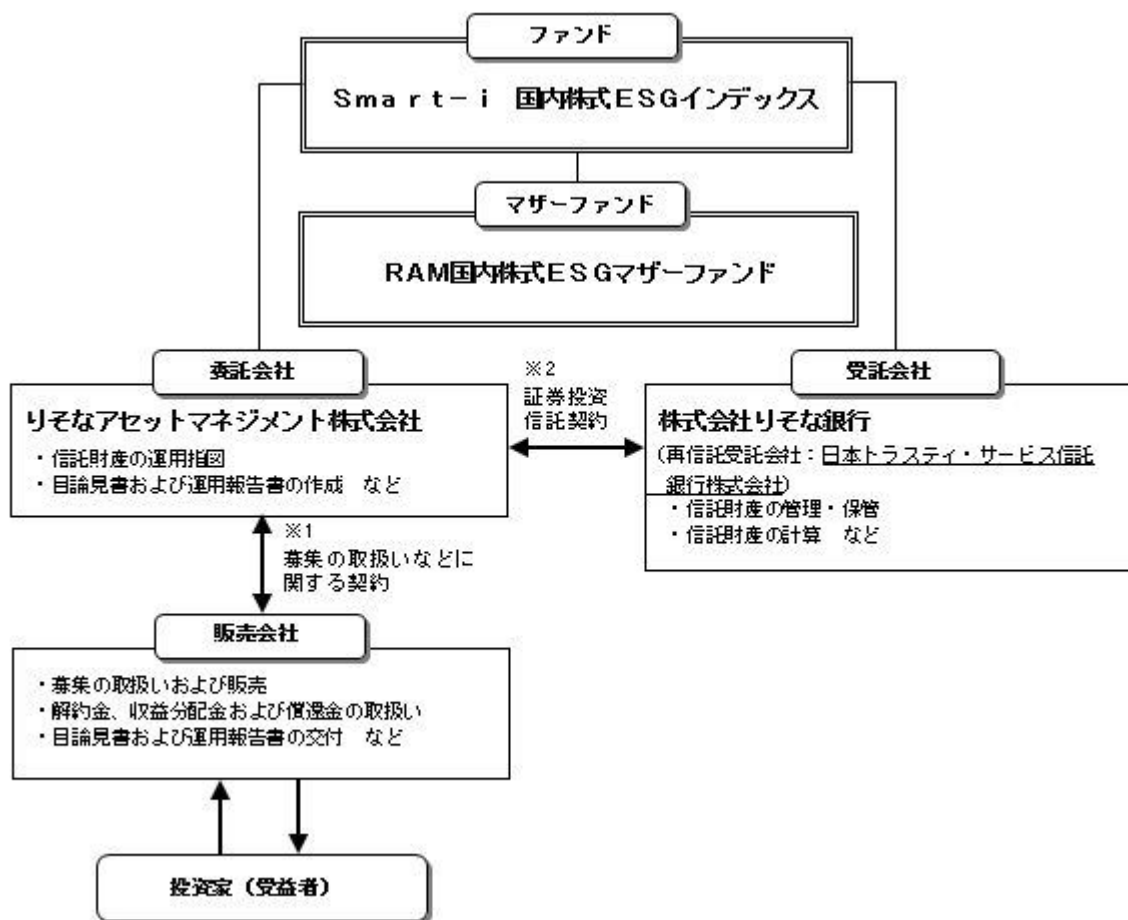 ファンド
Smart-i 国内株式ESGインデックス
マザーファンド
RAM国内株式ESGマザーファンド
委託会社
りそなアセットマネジメント株式会社
・信託財産の運用指図
・目論見書および運用報告書の作成 など
※2
証券投資
信託契約
受託会社
株式会社りそな銀行
(再信託受託会社：日本トラスティ・サービス信託
銀行株式会社)
・信託財産の管理・保管
・信託財産の計算 など
※1
募集の取扱いなどに
関する契約
販売会社
・募集の取扱いおよび販売
・解約金、収益分配金および償還金の取扱い
・目論見書および運用報告書の交付 など
投資家（受益者）